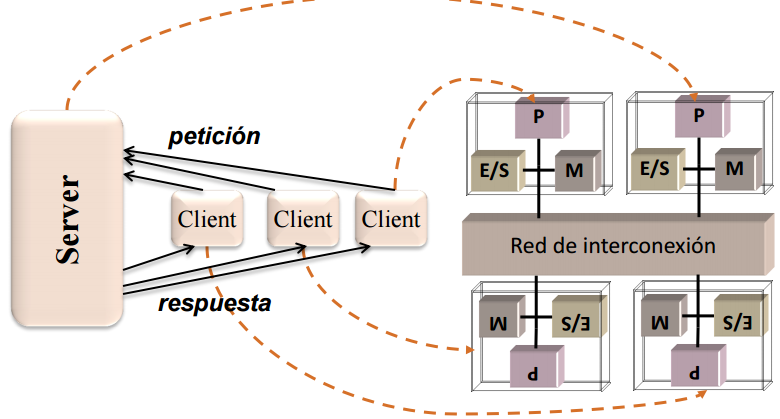 petición
Server
Client
Client
Client
respuesta
P
E/S
M
P
E/S
M
Red de interconexión
M
E/S
P
M
E/S
P